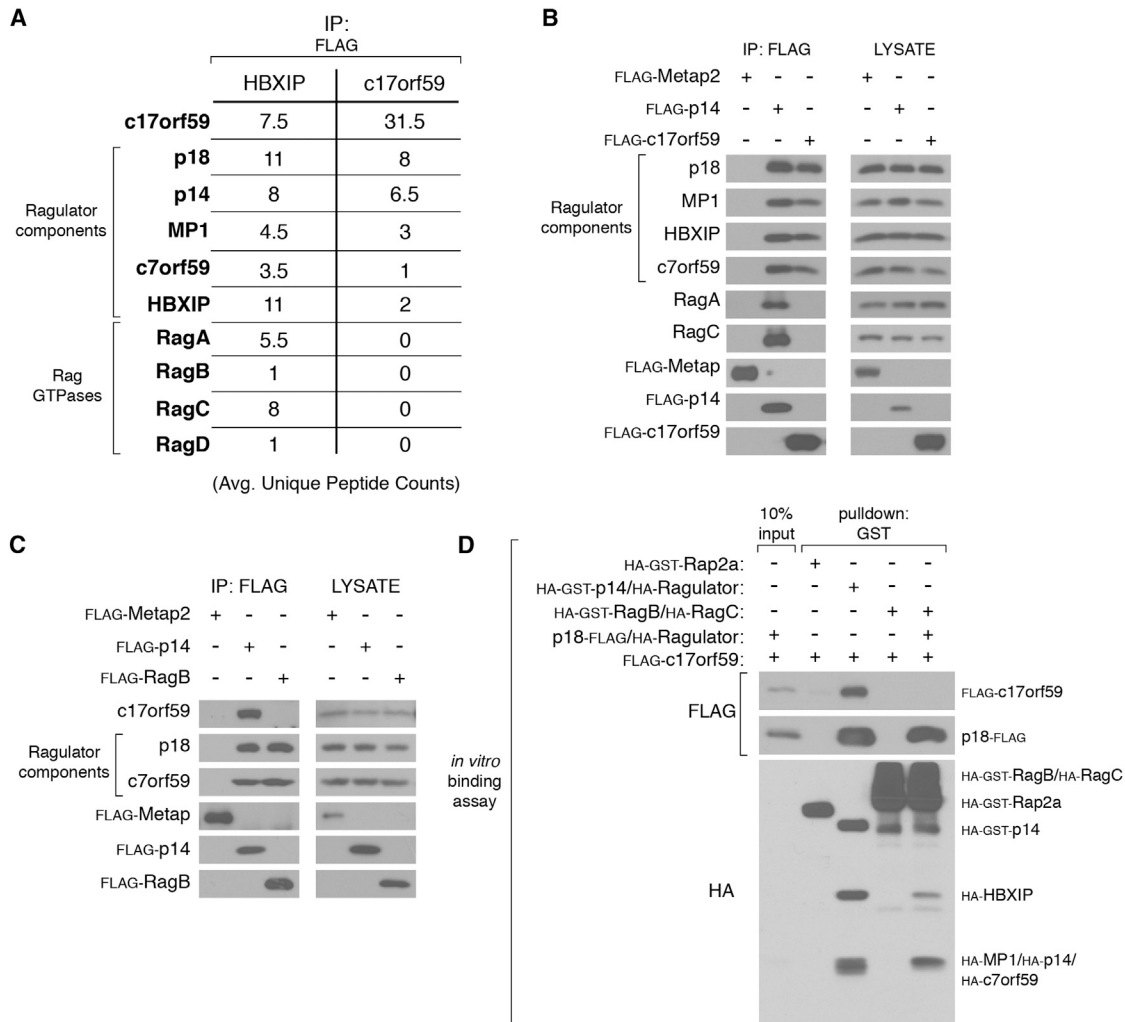 A
IP:
FLAG
HBXIP c17orf59
c17orf59 7.5 31.5
Ragulator components
p18 11 8
p14 8 6.5
MP1 4.5 3
c7orf59 3.5 1
HBXIP 11 2
Rag GTPases
RagA 5.5 0
RagB 1 0
RagC 8 0
RagD 1 0
(Avg. Unique Peptide Counts)
B
IP: FLAG LYSATE
FLAG-Metap2 + - - + - -
FLAG-p14 - + - - + -
FLAG-c17orf59 - - + - - +
Ragulator
components
p18
MP1
HBXIP
c7orf59
RagA
RagC
FLAG-Metap
FLAG-p14
FLAG-c17orf59
C
IP: FLAG LYSATE
FLAG-Metap2 + - - + - -
FLAG-p14 - + - - + -
FLAG-RagB - - + - - +
c17orf59
Ragulator
components
p18
c7orf59
FLAG-Metap
FLAG-p14
FLAG-RagB
D
10%
input
pulldown:
GST
HA-GST-Rap2a: - + - - -
HA-GST-p14/HA-Ragulator: - - + - -
HA-GST-RagB/HA-RagC: - - - + +
p18-FLAG/HA-Ragulator: + - - - +
FLAG-c17orf59: + + + + +
in vitro
binding
assay
FLAG
FLAG-c17orf59
p18-FLAG
HA
HA-GST-RagB/HA-RagC
HA-GST-Rap2a
HA-GST-p14
HA-HBXIP
HA-MP1/HA-p14/
HA-c7orf59